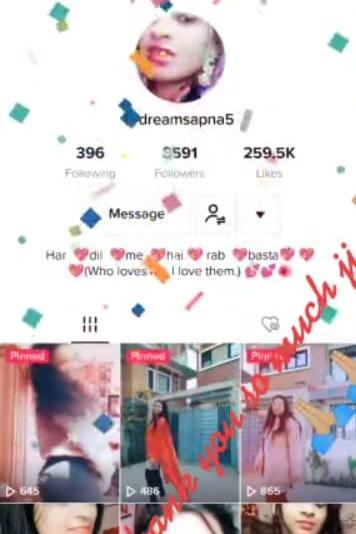 dreamsapna5
396 8591 259.5K
Following Followers Likes
Message
Har 💖dil 💖me 💖hai 💖 rab 💖basta💖 💖
💖(Who loves I love them.) 💕💕🌺
Pinned Pinned Pinned
645 486 865
thank you so much ji